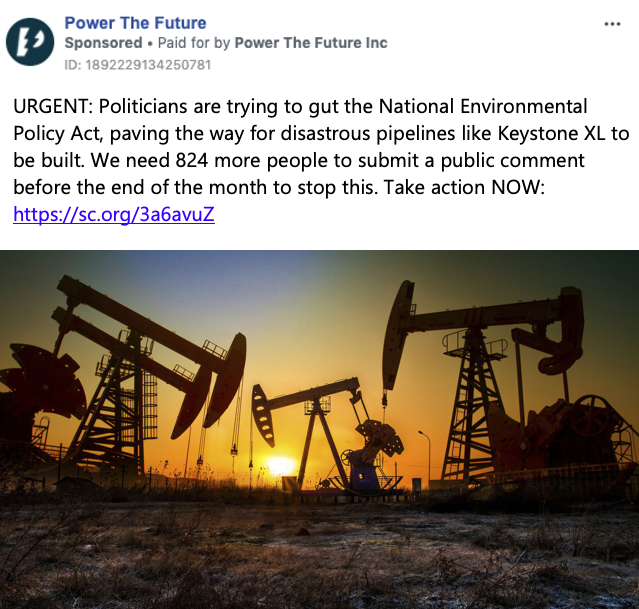 Power The Future
Sponsored • Paid for by Power The Future Inc
ID: 1892229134250781
URGENT: Politicians are trying to gut the National Environmental
Policy Act, paving the way for disastrous pipelines like Keystone XL to
be built. We need 824 more people to submit a public comment
before the end of the month to stop this. Take action NOW:
https://sc.org/3a6avuZ